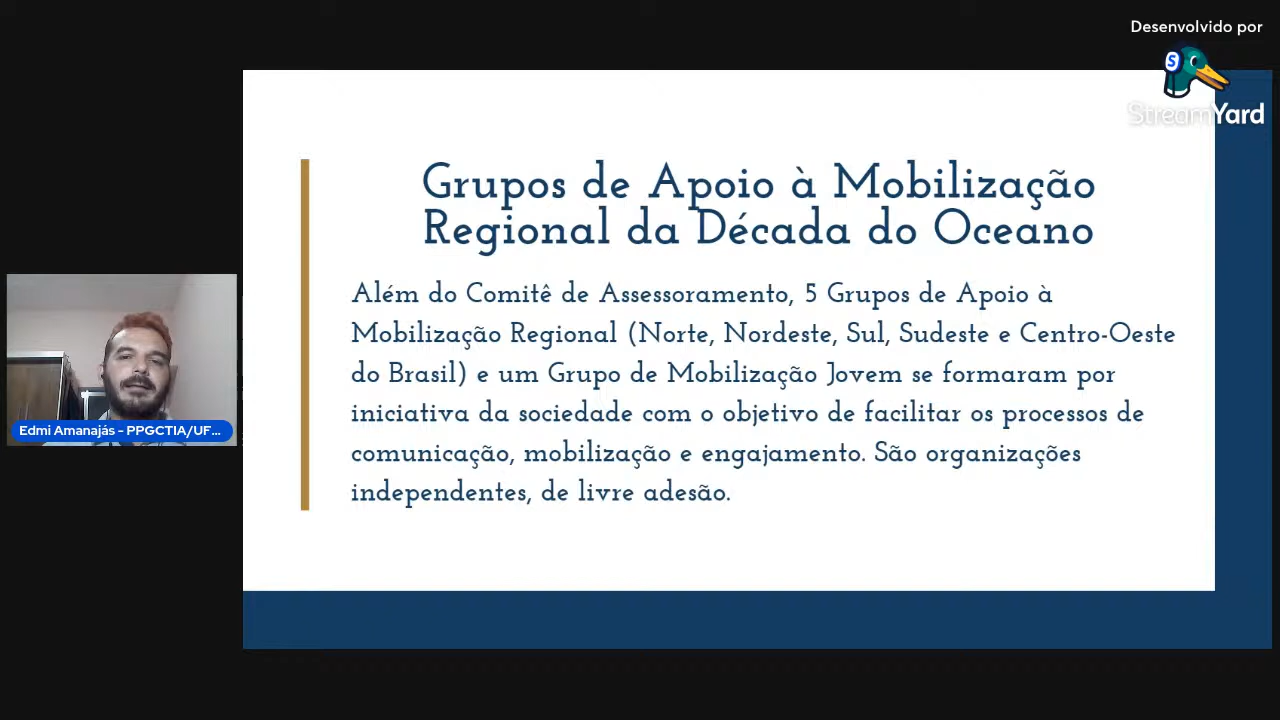 Desenvolvido por
StreamYard
Grupos de Apoio à Mobilização
Regional da Década do Oceano
Além do Comitê de Assessoramento, 5 Grupos de Apoio à
Mobilização Regional (Norte, Nordeste, Sul, Sudeste e Centro-Oeste
do Brasil) e um Grupo de Mobilização Jovem se formaram por
iniciativa da sociedade com o objetivo de facilitar os processos de
comunicação, mobilização e engajamento. São organizações
independentes, de livre adesão.
Edmi Amanajás - PPGCTIA/UF...